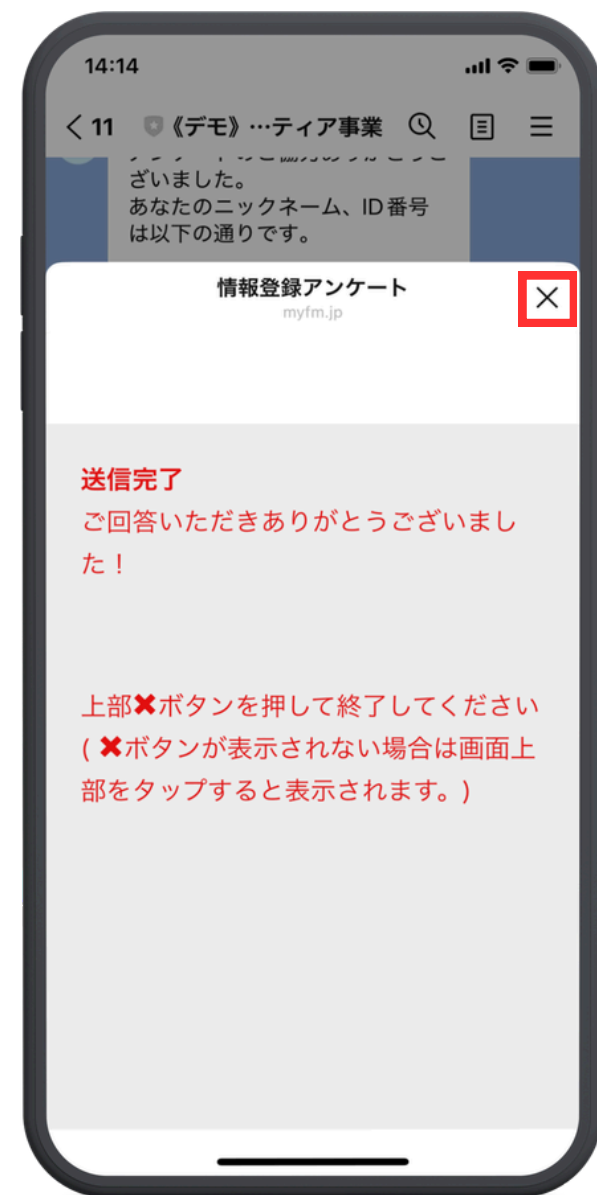 14:14
11 《デモ》…ティア事業
ざいました。
あなたのニックネーム、ID番号
は以下の通りです。
情報登録アンケート
myfm.jp
送信完了
ご回答いただきありがとうございまし
た！
上部✖ボタンを押して終了してください
(✖ボタンが表示されない場合は画面上
部をタップすると表示されます。)